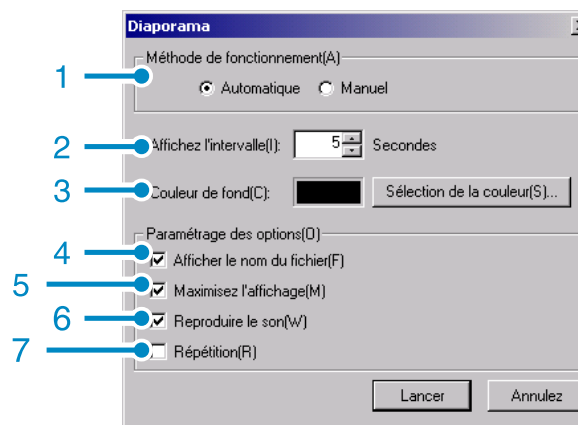 Diaporama
Méthode de fonctionnement(A)
1
Automatique Manuel
2 Affichez l'intervalle(I): 5 Secondes
3 Couleur de fond(C): Sélection de la couleur(S)...
Paramétrage des options(O)
4 Afficher le nom du fichier(F)
5 Maximisez l'affichage(M)
6 Reproduire le son(W)
7 Répétition(R)
Lancer Annulez